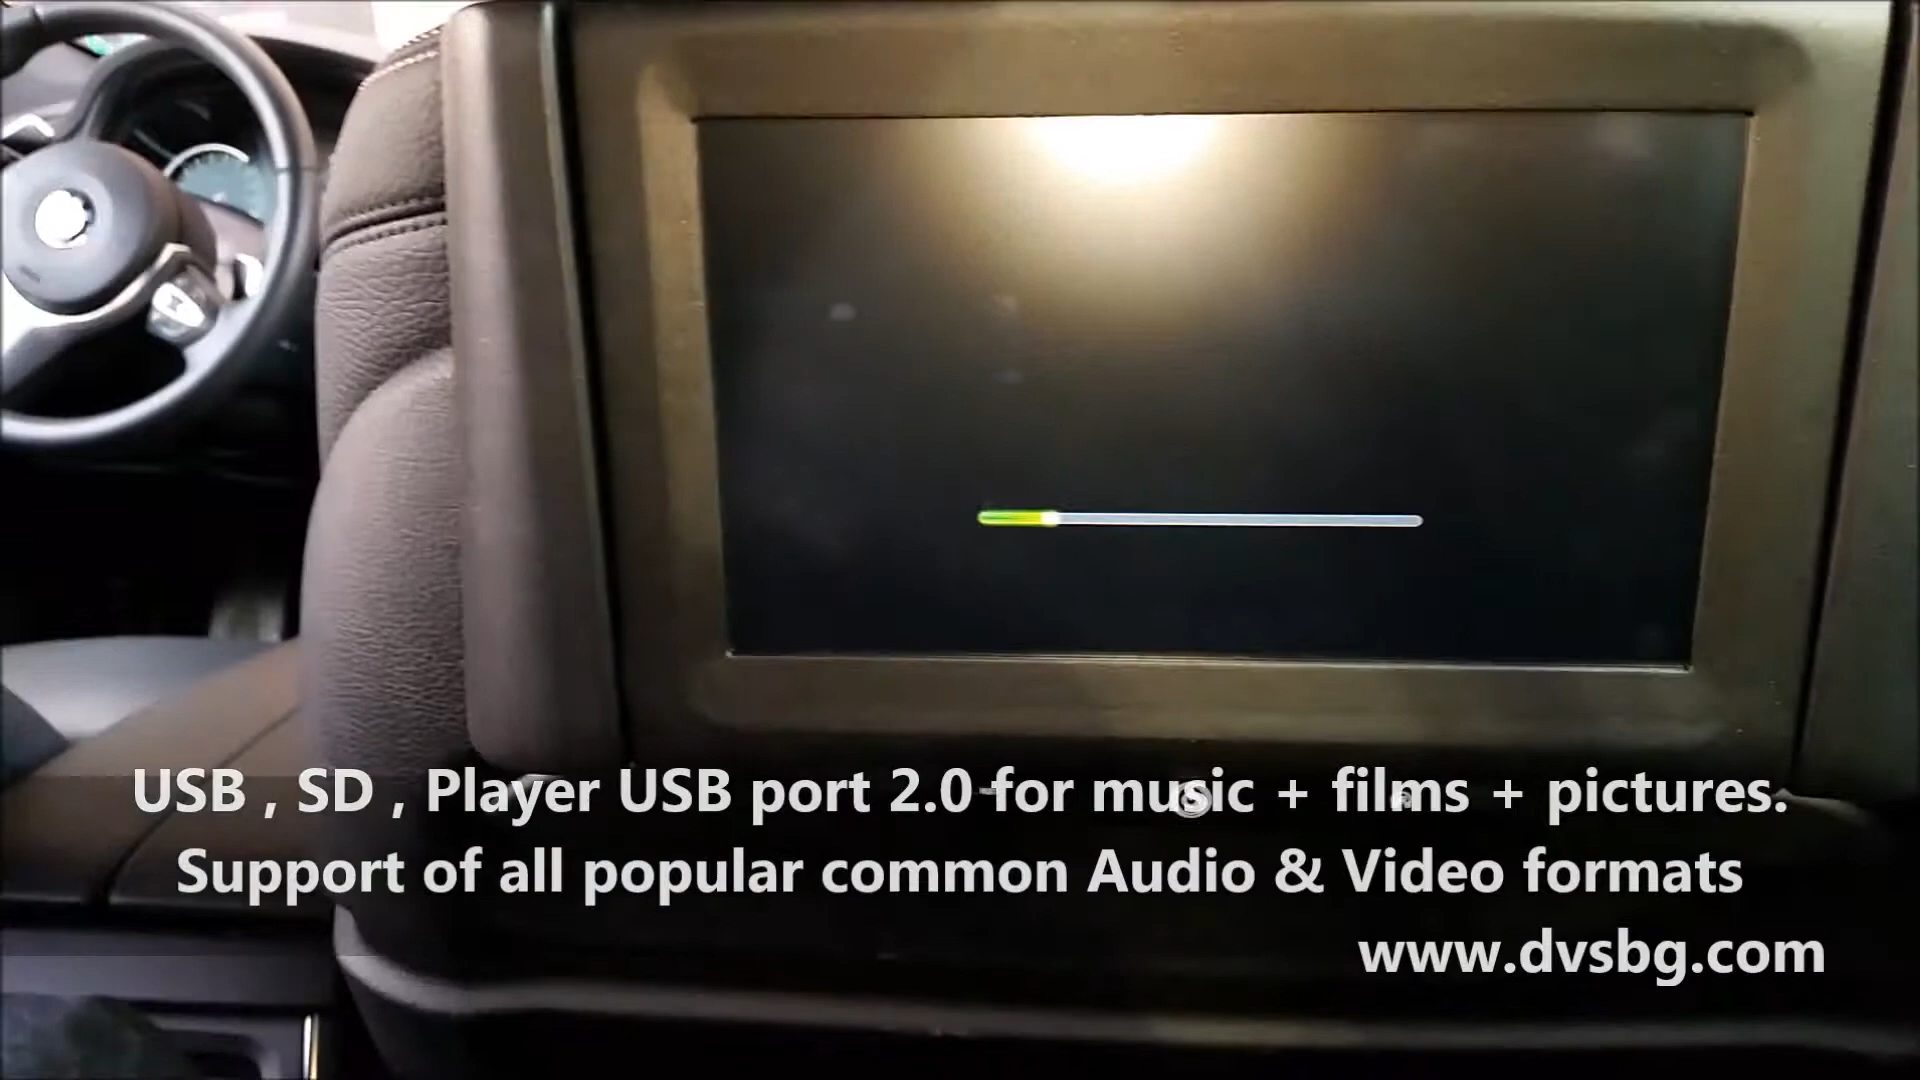 USB , SD , Player USB port 2.0 for music + films + pictures.
Support of all popular common Audio & Video formats
www.dvsbg.com